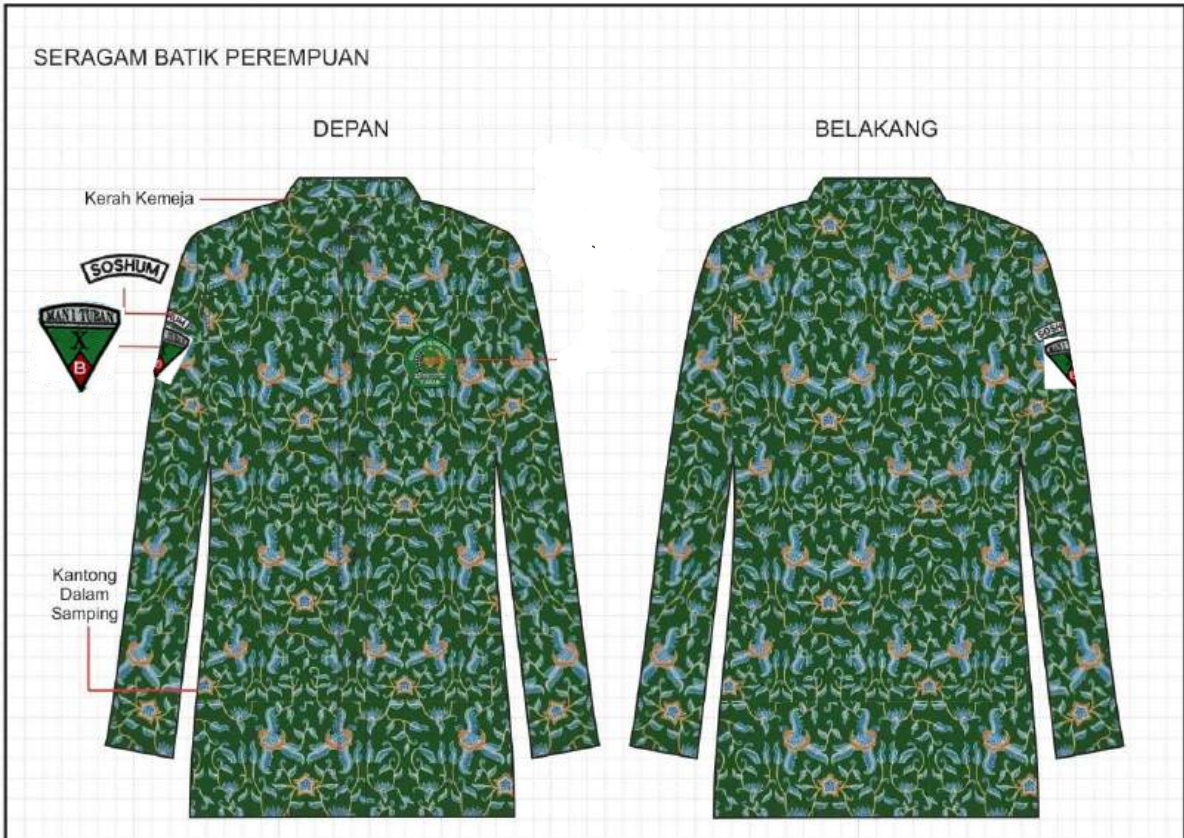 SERAGAM BATIK PEREMPUAN
DEPAN
BELAKANG
Kerah Kemeja
SOSHUM
MAN 1 TUBAN
X
B
Kantong
Dalam
Samping